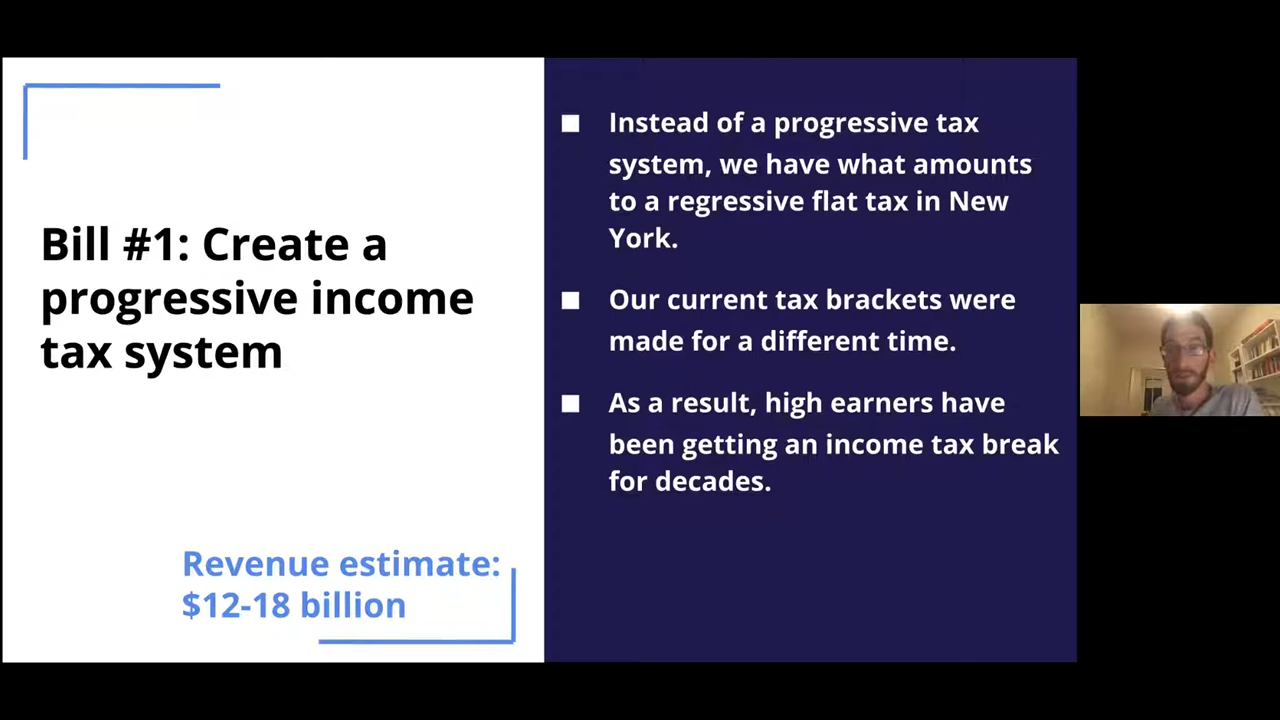 Bill #1: Create a
progressive income
tax system
Revenue estimate:
$12-18 billion
Instead of a progressive tax
system, we have what amounts
to a regressive flat tax in New
York.
Our current tax brackets were
made for a different time.
As a result, high earners have
been getting an income tax break
for decades.